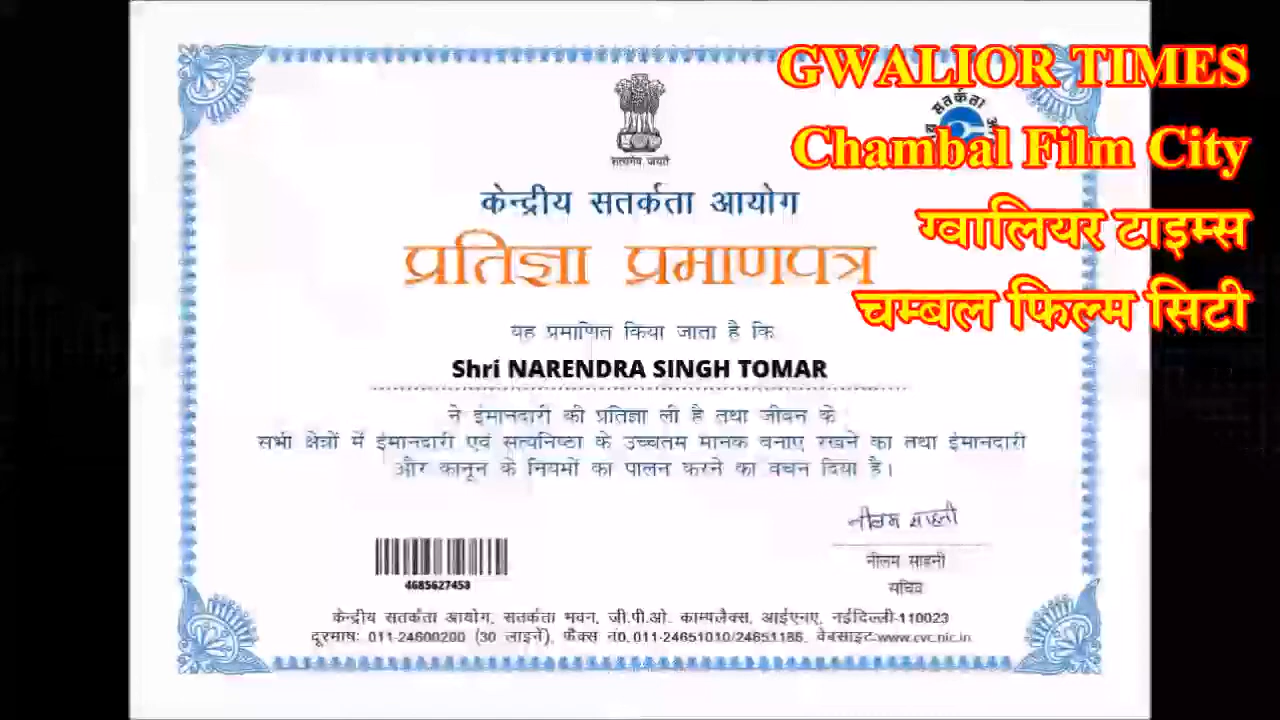 GWALIOR TIMES
Chambal Film City
ग्वालियर टाइम्स
चम्बल फिल्म सिटी
सत्यमेव जयते
सतर्कता
केन्द्रीय सतर्कता आयोग
प्रतिज्ञा प्रमाणपत्र
यह प्रमाणित किया जाता है कि
Shri NARENDRA SINGH TOMAR
ने ईमानदारी की प्रतिज्ञा ली है तथा जीवन के
सभी क्षेत्रों में ईमानदारी एवं सत्यनिष्ठा के उच्चतम मानक बनाए रखने का तथा ईमानदारी
और कानून के नियमों का पालन करने का वचन दिया है।
नीलम साहनी
नीलम साहनी
सचिव
4685627453
केन्द्रीय सतर्कता आयोग, सतर्कता भवन, जी.पी.ओ. काम्पलैक्स, आईएनए, नईदिल्ली-110023
दूरभाष: 011-24600200 (30 लाइनें), फैक्स नं. 011-24651010/24651186, वेबसाइट-www.cvc.nic.in